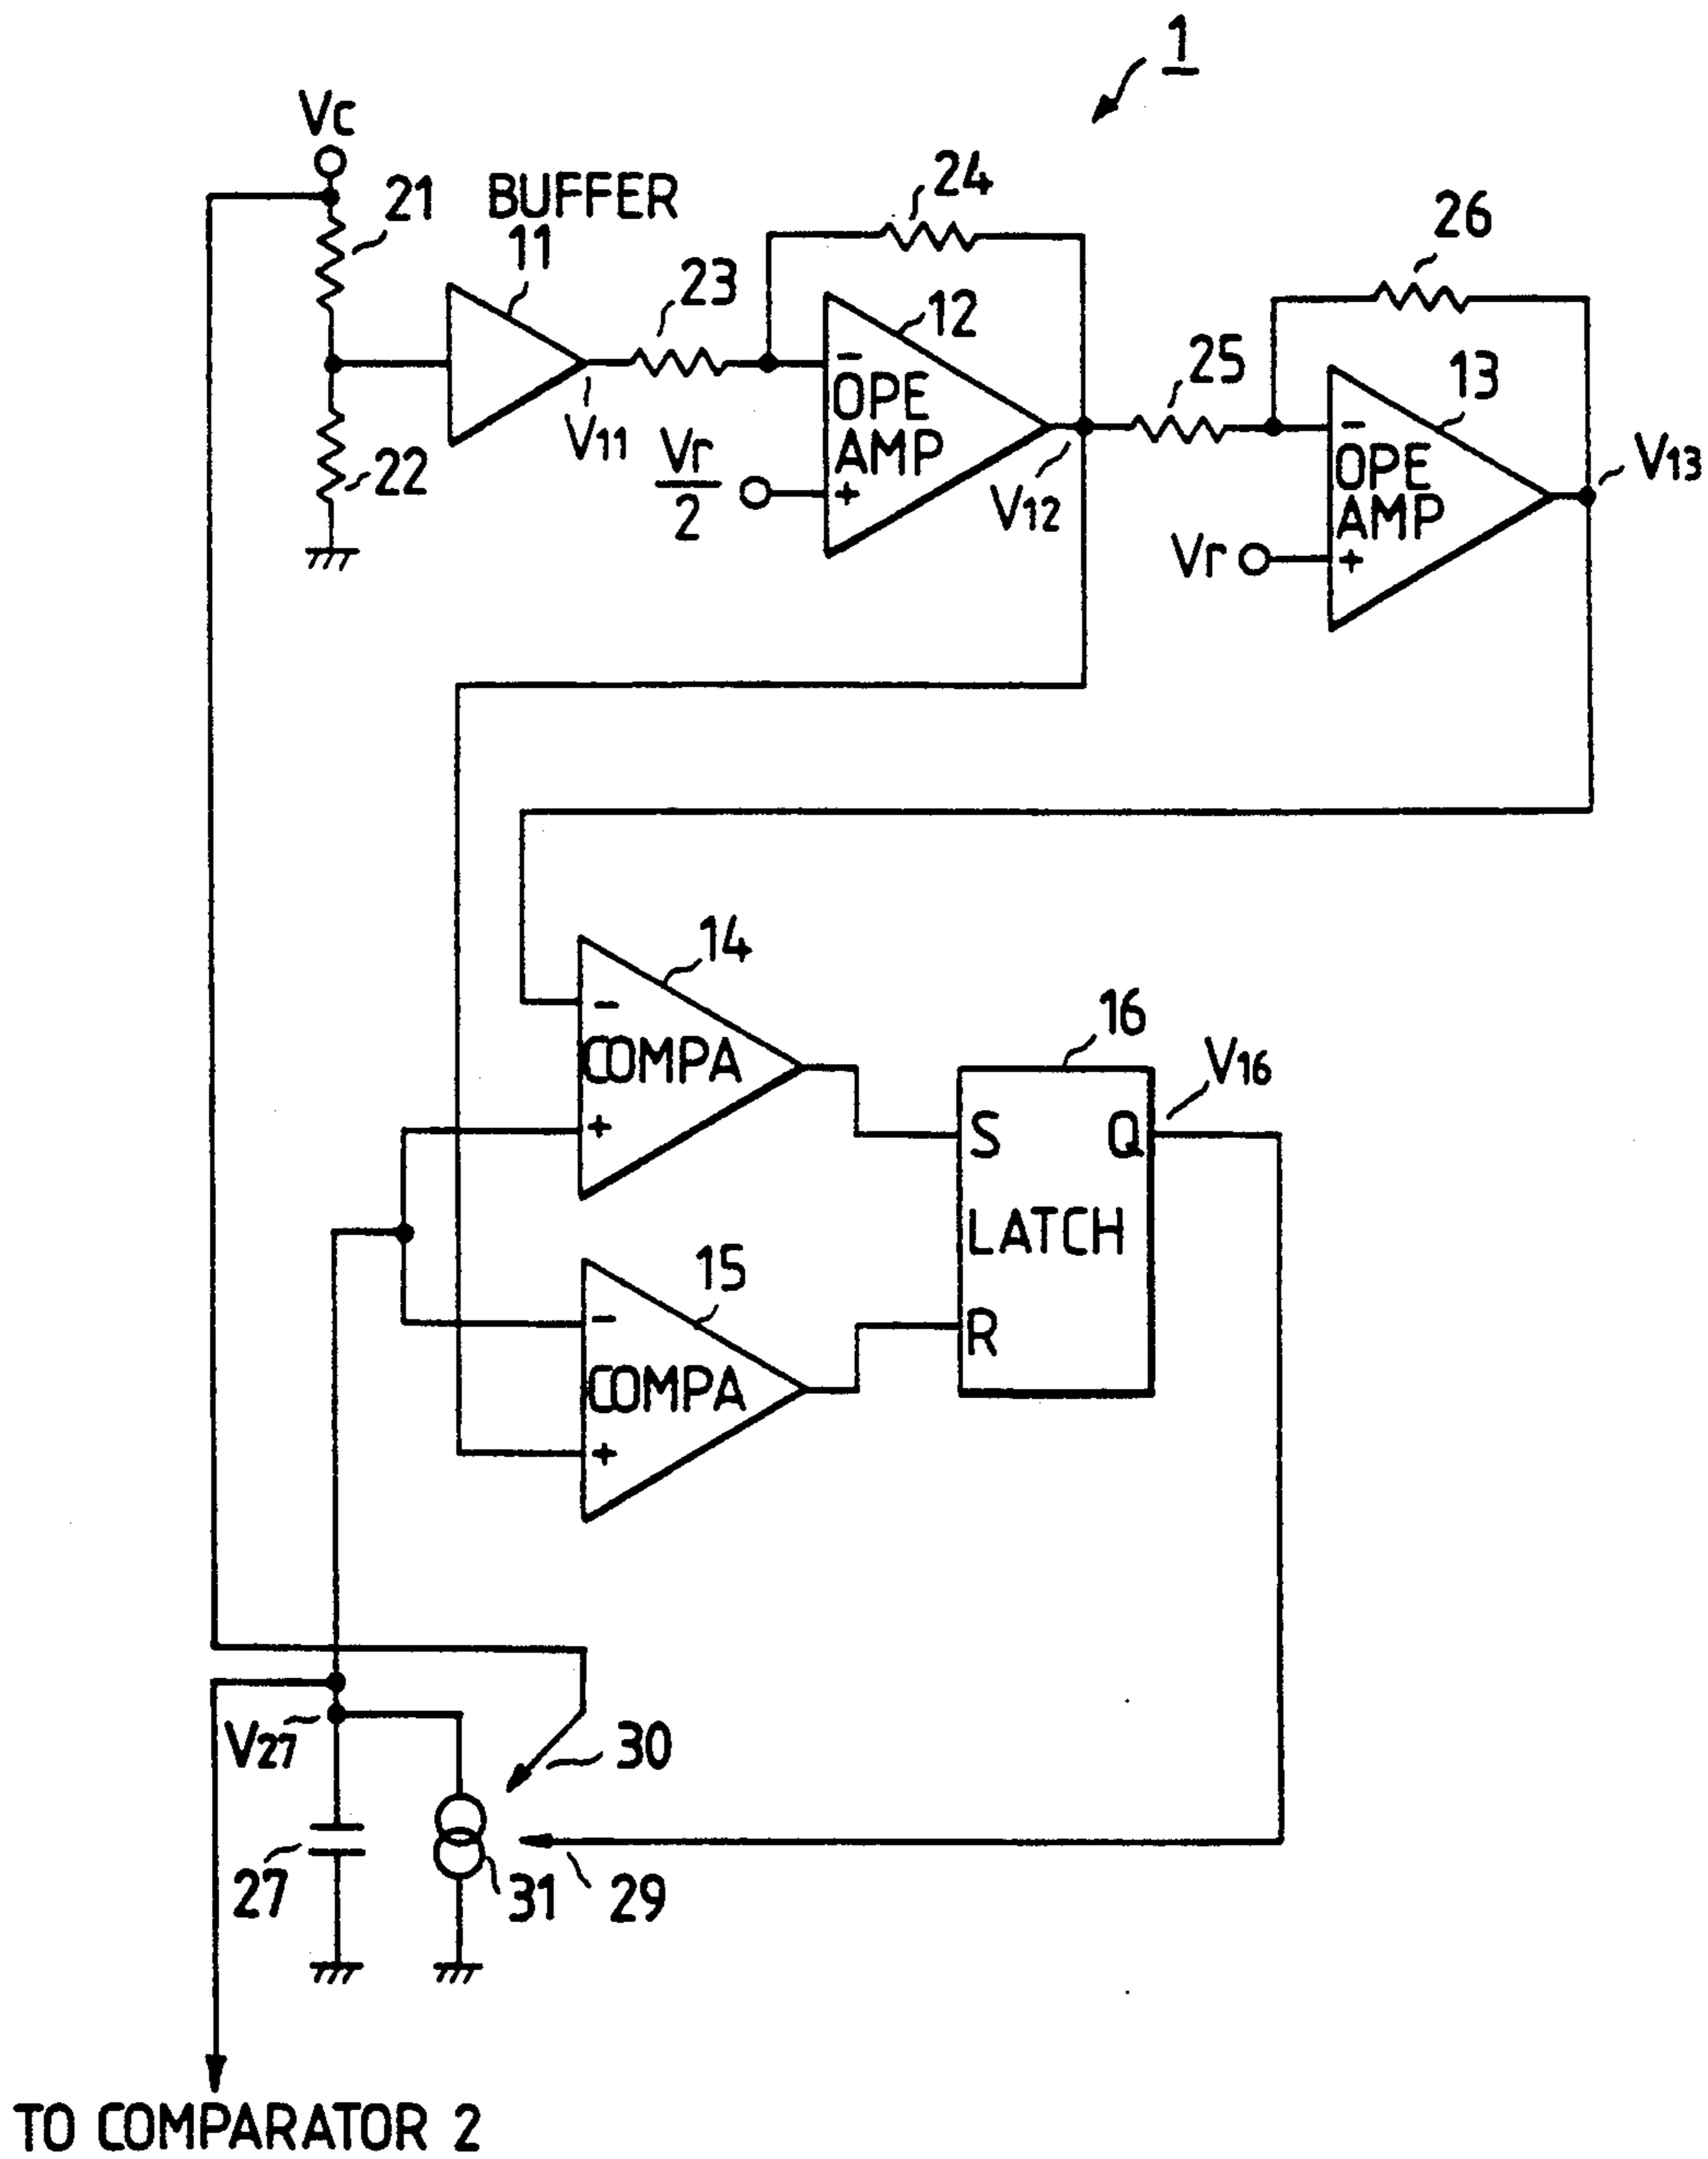 1
Vc
21
BUFFER
11
24
26
23
12
25
13
−
OPE
AMP
+
V11
Vr
2
22
V12
−
OPE
AMP
+
V13
Vr
14
−
COMPA
+
16
V16
S
Q
LATCH
R
15
−
COMPA
+
V27
30
27
31
29
TO COMPARATOR 2